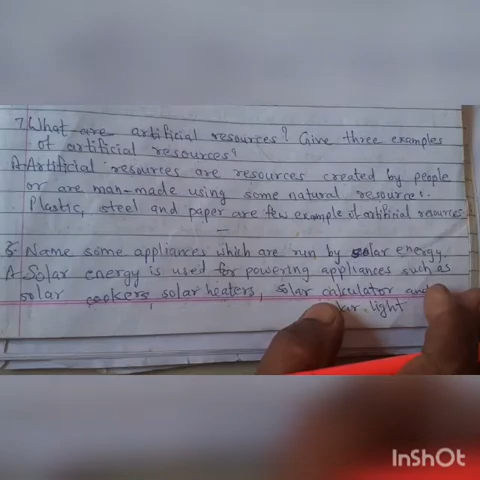 7. What are artificial resources? Give three examples
of artificial resources?
A- Artificial resources are resources created by people
or are man-made using some natural resources.
Plastic, steel and paper are few example of artificial resources
Name some appliances which are run by solar energy.
A- Solar energy is used for powering appliances such as
solar cookers, solar heaters, solar calculator and
light
InShOt